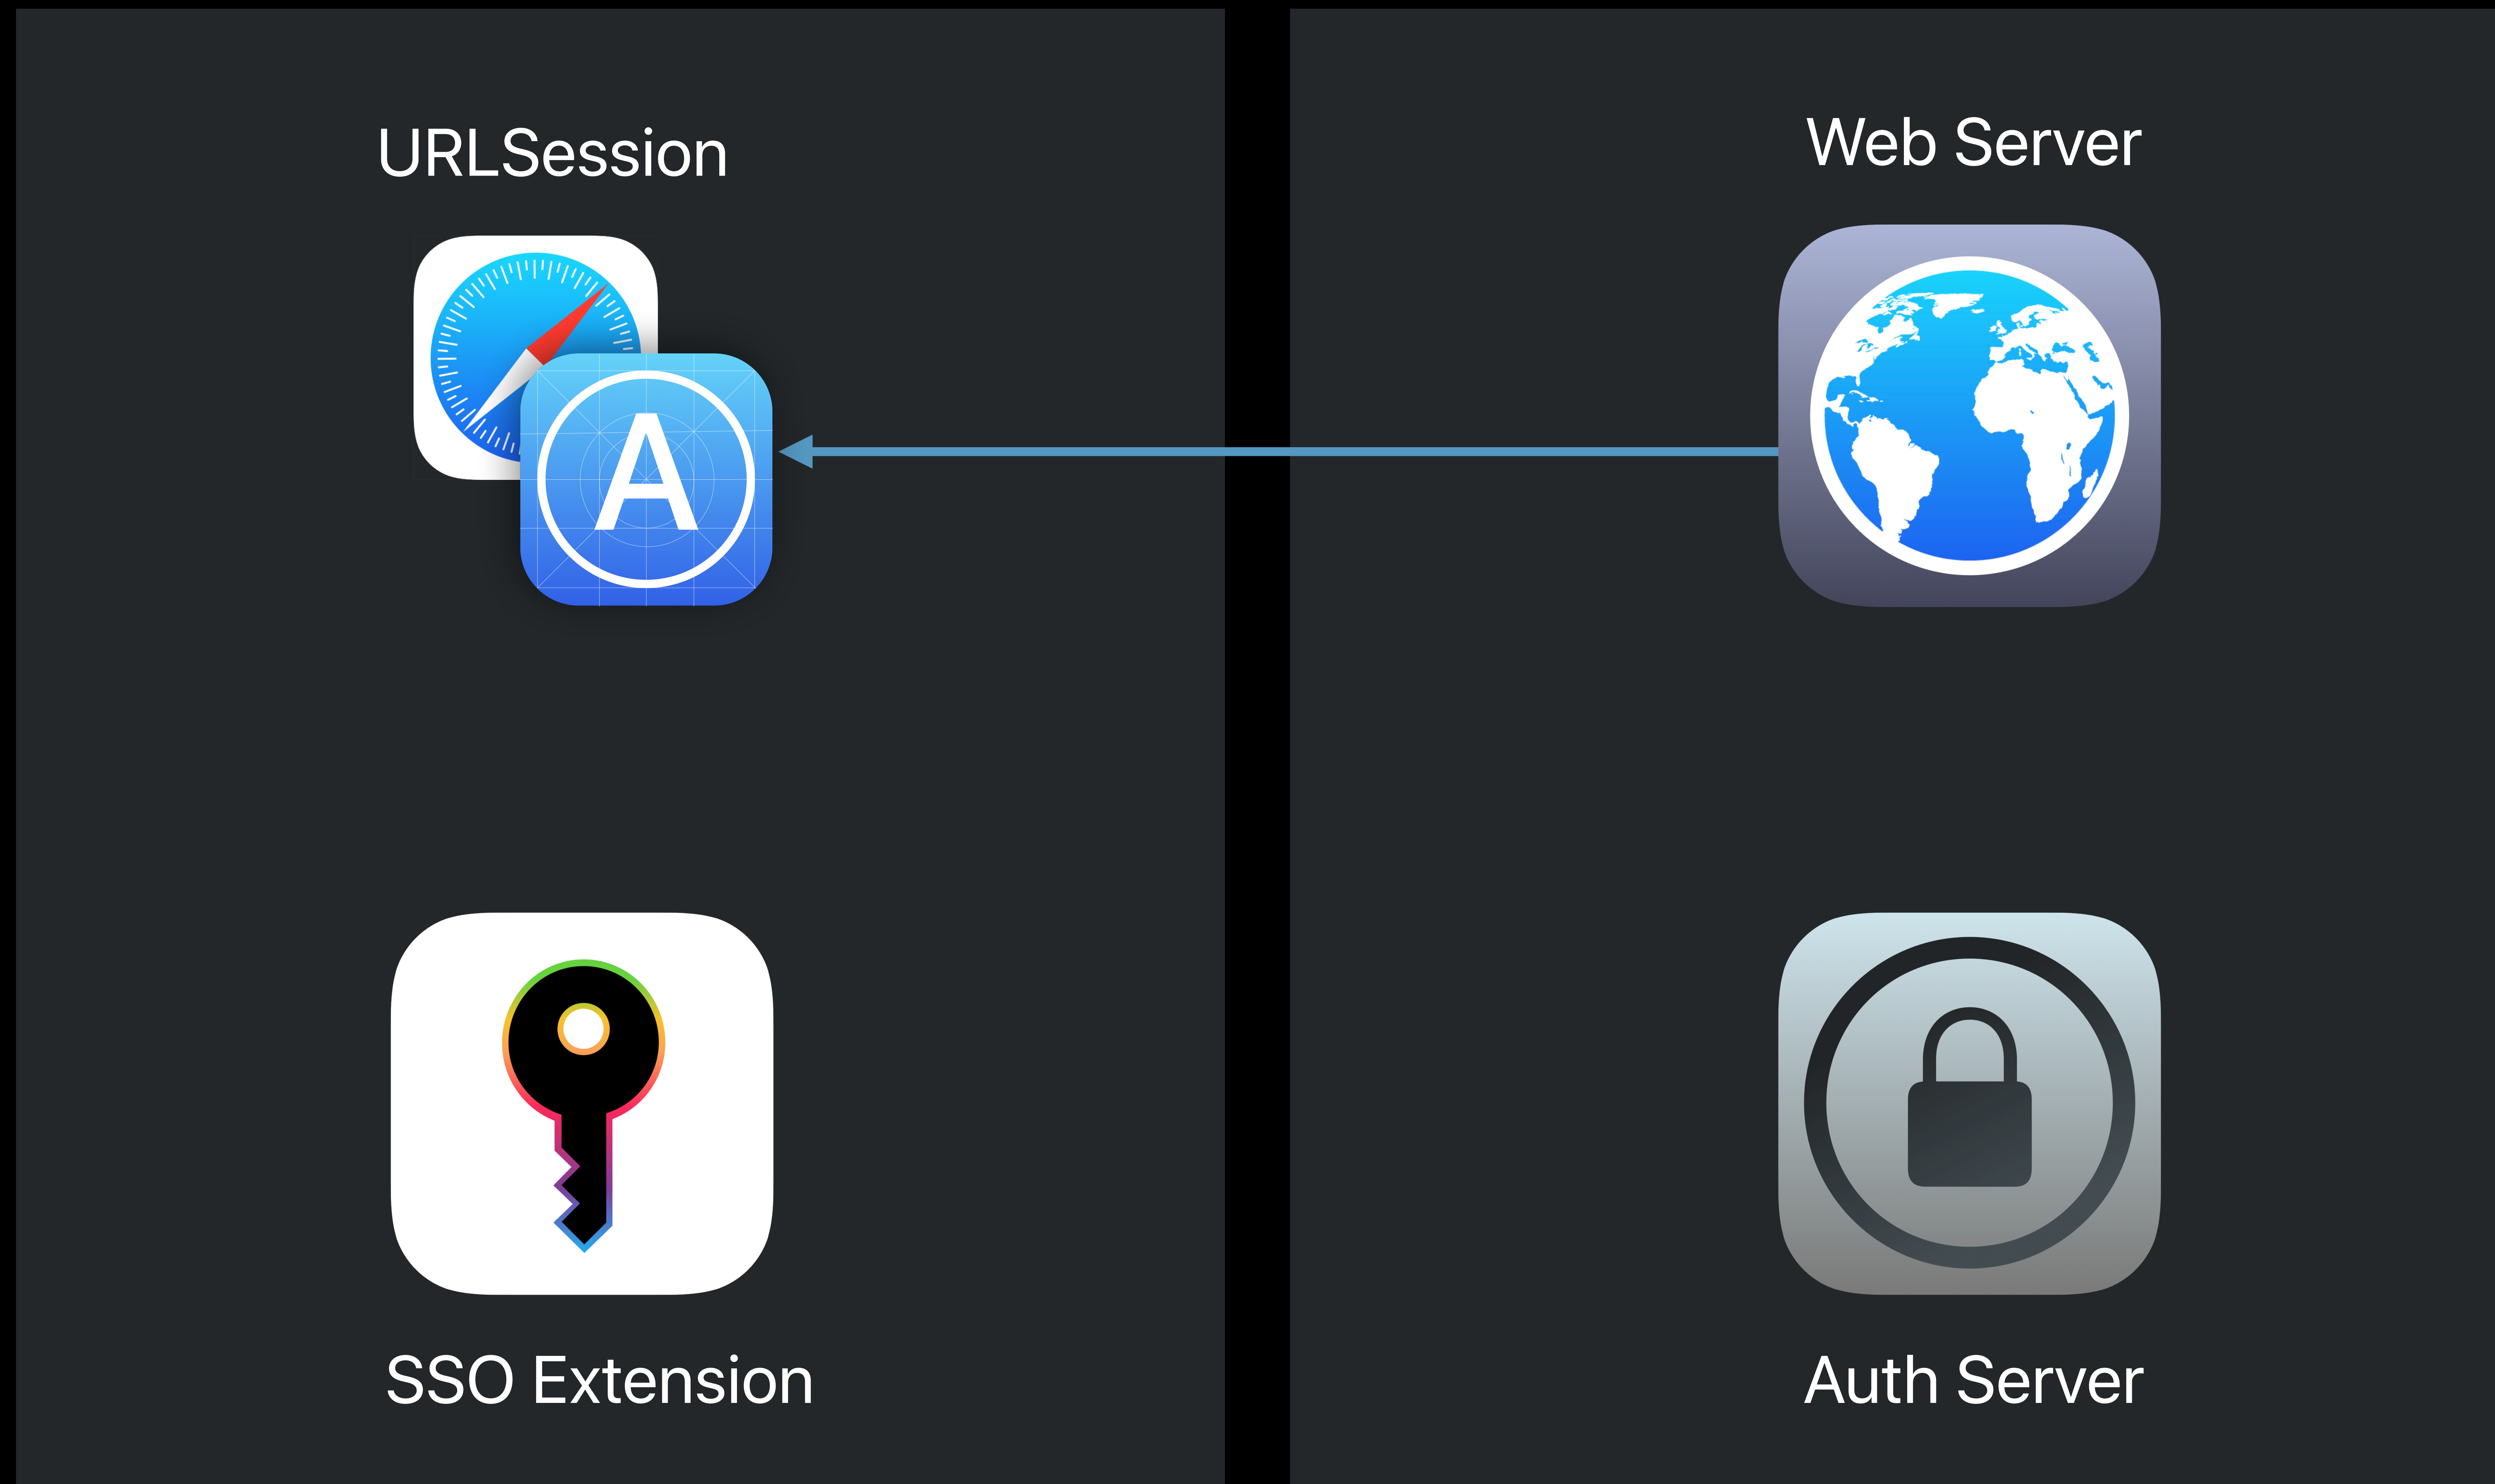 URLSession
Web Server
A
SSO Extension
Auth Server